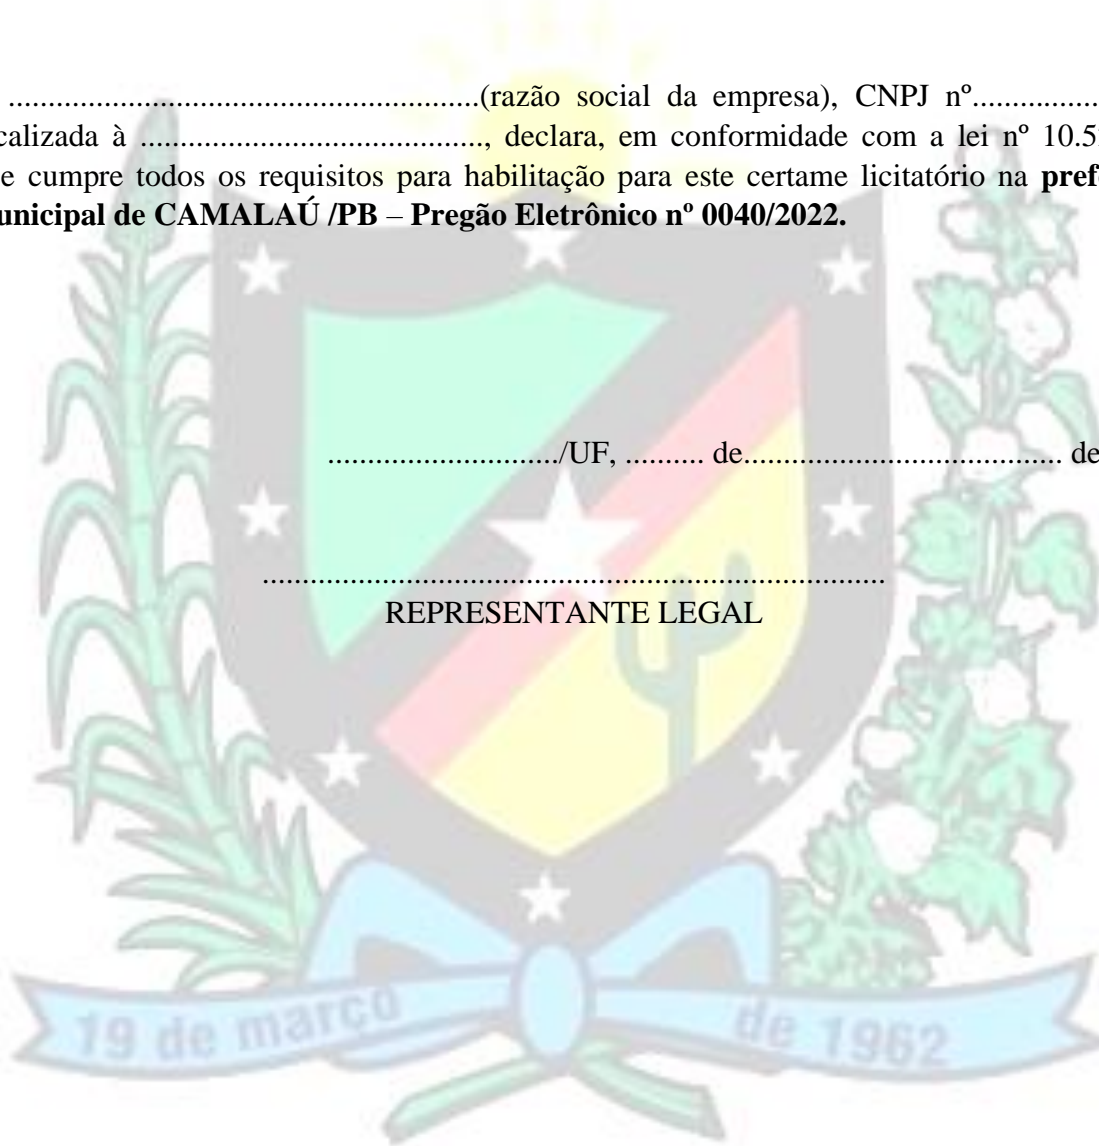 ..........................................................(razão social da empresa), CNPJ nº................
calizada à .........................................., declara, em conformidade com a lei nº 10.5
e cumpre todos os requisitos para habilitação para este certame licitatório na pref
unicipal de CAMALAÚ /PB – Pregão Eletrônico nº 0040/2022.
............................./UF, .......... de........................................ de
..............................................................................
REPRESENTANTE LEGAL
19 de março de 1962